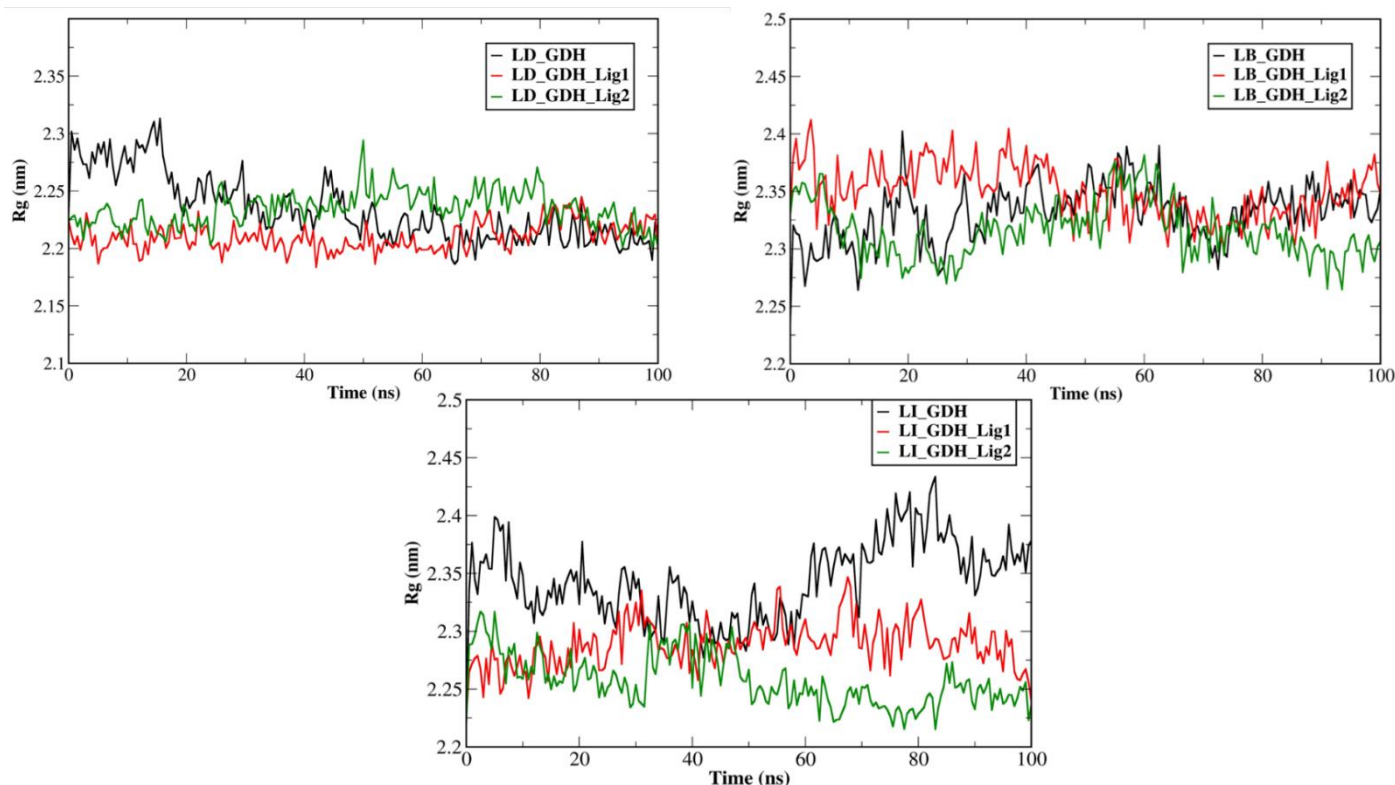 LD_GDH
LD_GDH_Lig1
LD_GDH_Lig2
2.35
2.3
2.25
2.2
2.15
2.1
Rg (nm)
0 20 40 60 80 100
Time (ns)
LB_GDH
LB_GDH_Lig1
LB_GDH_Lig2
2.5
2.45
2.4
2.35
2.3
2.25
2.2
Rg (nm)
0 20 40 60 80 100
Time (ns)
LI_GDH
LI_GDH_Lig1
LI_GDH_Lig2
2.5
2.45
2.4
2.35
2.3
2.25
2.2
Rg (nm)
0 20 40 60 80 100
Time (ns)